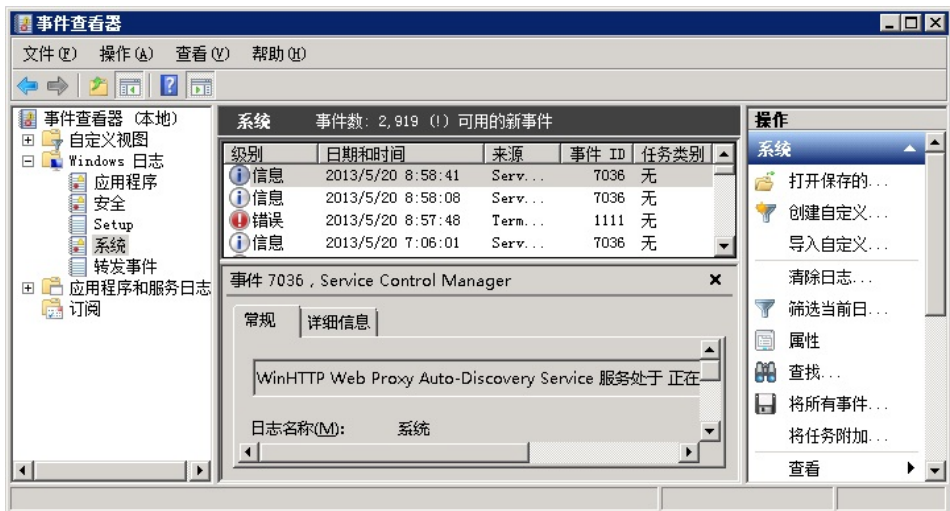 事件查看器
文件(F) 操作(A) 查看(V) 帮助(H)
事件查看器 (本地)
自定义视图
Windows 日志
应用程序
安全
Setup
系统
转发事件
应用程序和服务日志
订阅
系统 事件数: 2,919 (!) 可用的新事件
级别 日期和时间 来源 事件 ID 任务类别
信息 2013/5/20 8:58:41 Serv... 7036 无
信息 2013/5/20 8:58:08 Serv... 7036 无
错误 2013/5/20 8:57:48 Term... 1111 无
信息 2013/5/20 7:06:01 Serv... 7036 无
事件 7036 , Service Control Manager
常规 详细信息
WinHTTP Web Proxy Auto-Discovery Service 服务处于 正在
日志名称(M): 系统
操作
系统
打开保存的...
创建自定义...
导入自定义...
清除日志...
筛选当前日...
属性
查找...
将所有事件...
将任务附加...
查看